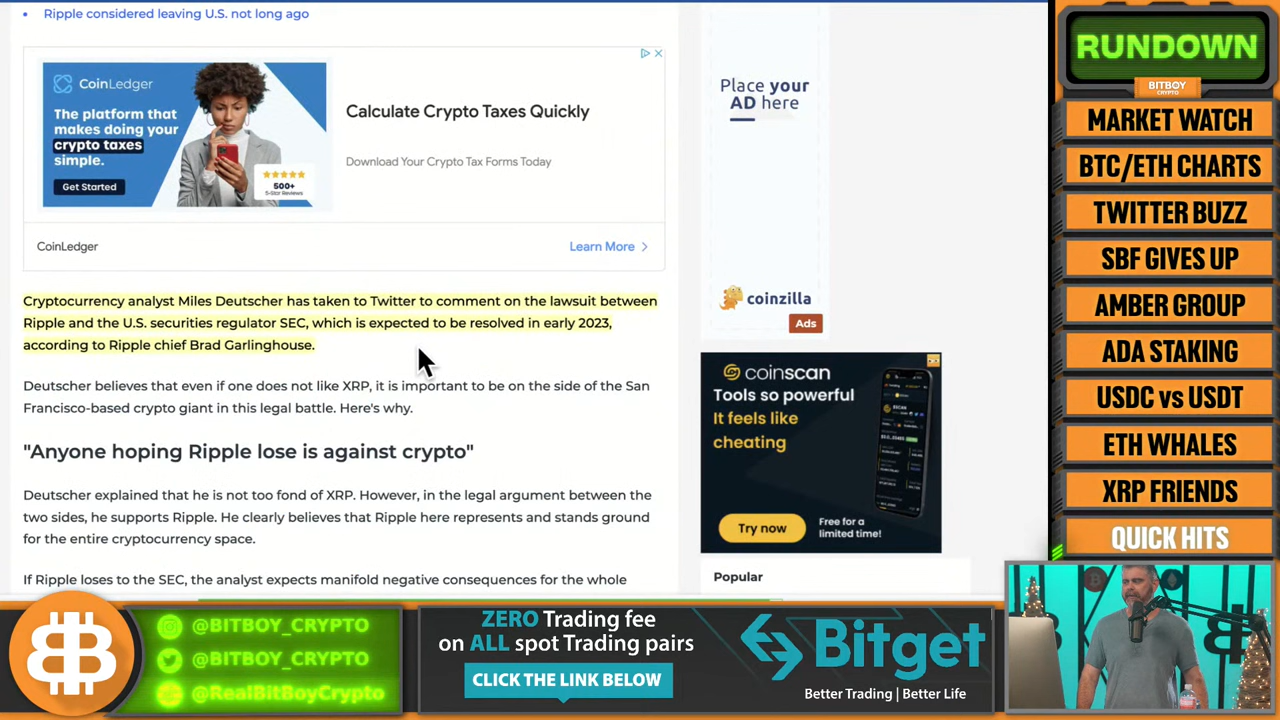 Ripple considered leaving U.S. not long ago
CoinLedger
The platform that
makes doing your
crypto taxes
simple.
Get Started
500+
5-Star Reviews
Calculate Crypto Taxes Quickly
Download Your Crypto Tax Forms Today
CoinLedger
Learn More
Cryptocurrency analyst Miles Deutscher has taken to Twitter to comment on the lawsuit between
Ripple and the U.S. securities regulator SEC, which is expected to be resolved in early 2023,
according to Ripple chief Brad Garlinghouse.
Deutscher believes that even if one does not like XRP, it is important to be on the side of the San
Francisco-based crypto giant in this legal battle. Here's why.
"Anyone hoping Ripple lose is against crypto"
Deutscher explained that he is not too fond of XRP. However, in the legal argument between the
two sides, he supports Ripple. He clearly believes that Ripple here represents and stands ground
for the entire cryptocurrency space.
If Ripple loses to the SEC, the analyst expects manifold negative consequences for the whole
Place your
AD here
coinzilla
Ads
coinscan
Tools so powerful
It feels like
cheating
Try now
Free for a
limited time!
Popular
RUNDOWN
BITBOY
CRYPTO
MARKET WATCH
BTC/ETH CHARTS
TWITTER BUZZ
SBF GIVES UP
AMBER GROUP
ADA STAKING
USDC vs USDT
ETH WHALES
XRP FRIENDS
QUICK HITS
@BITBOY_CRYPTO
@BITBOY_CRYPTO
@RealBitBoyCrypto
ZERO Trading fee
on ALL spot Trading pairs
CLICK THE LINK BELOW
Bitget
Better Trading | Better Life